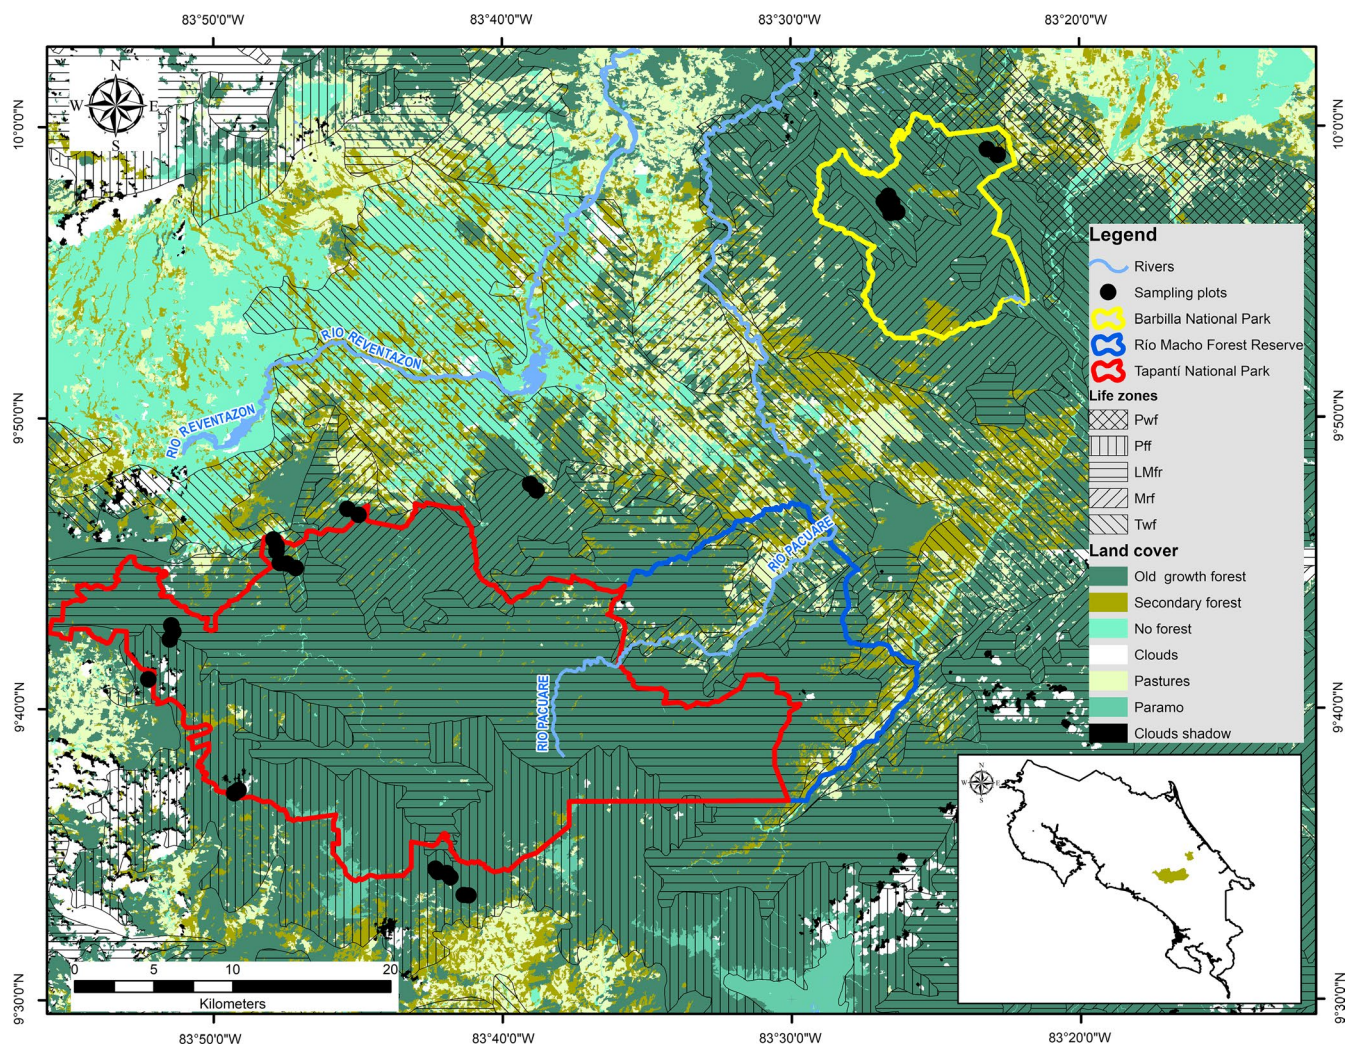 83°50'0"W 83°40'0"W 83°30'0"W 83°20'0"W
N
W E
S
10°0'0"N
10°0'0"N
RIO REVENTAZON
RIO REVENTAZON
9°50'0"N
9°50'0"N
RIO PACUARE
RIO PACUARE
9°40'0"N
9°40'0"N
Legend
Rivers
Sampling plots
Barbilla National Park
Río Macho Forest Reserve
Tapantí National Park
Life zones
Pwf
Pff
LMfr
Mrf
Twf
Land cover
Old growth forest
Secondary forest
No forest
Clouds
Pastures
Paramo
Clouds shadow
N
W E
S
0 5 10 20
Kilometers
9°30'0"N
9°30'0"N
83°50'0"W 83°40'0"W 83°30'0"W 83°20'0"W